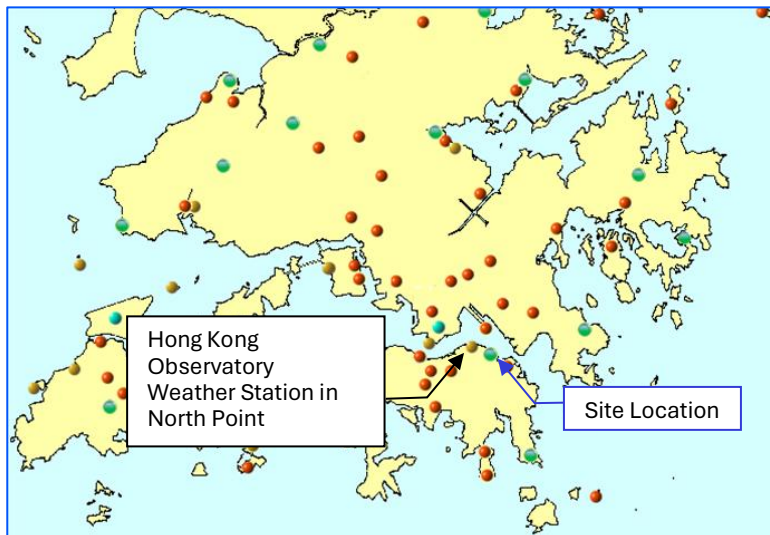 Hong Kong
Observatory
Weather Station in
North Point
Site Location